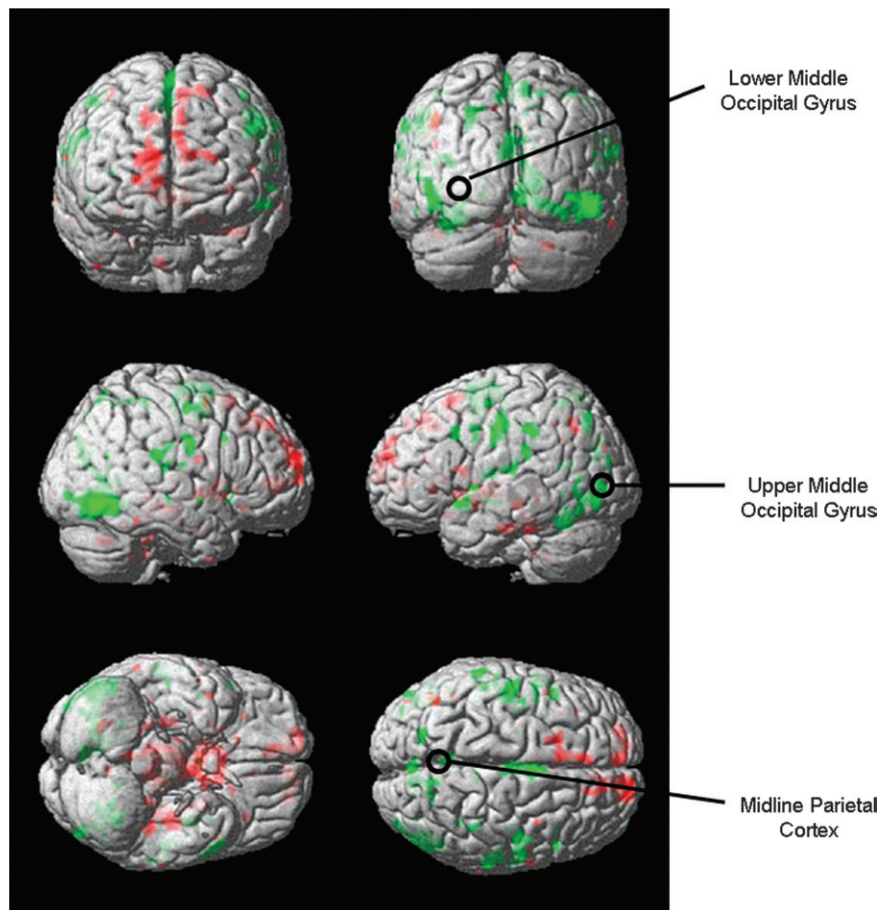 Lower Middle
Occipital Gyrus
Upper Middle
Occipital Gyrus
Midline Parietal
Cortex